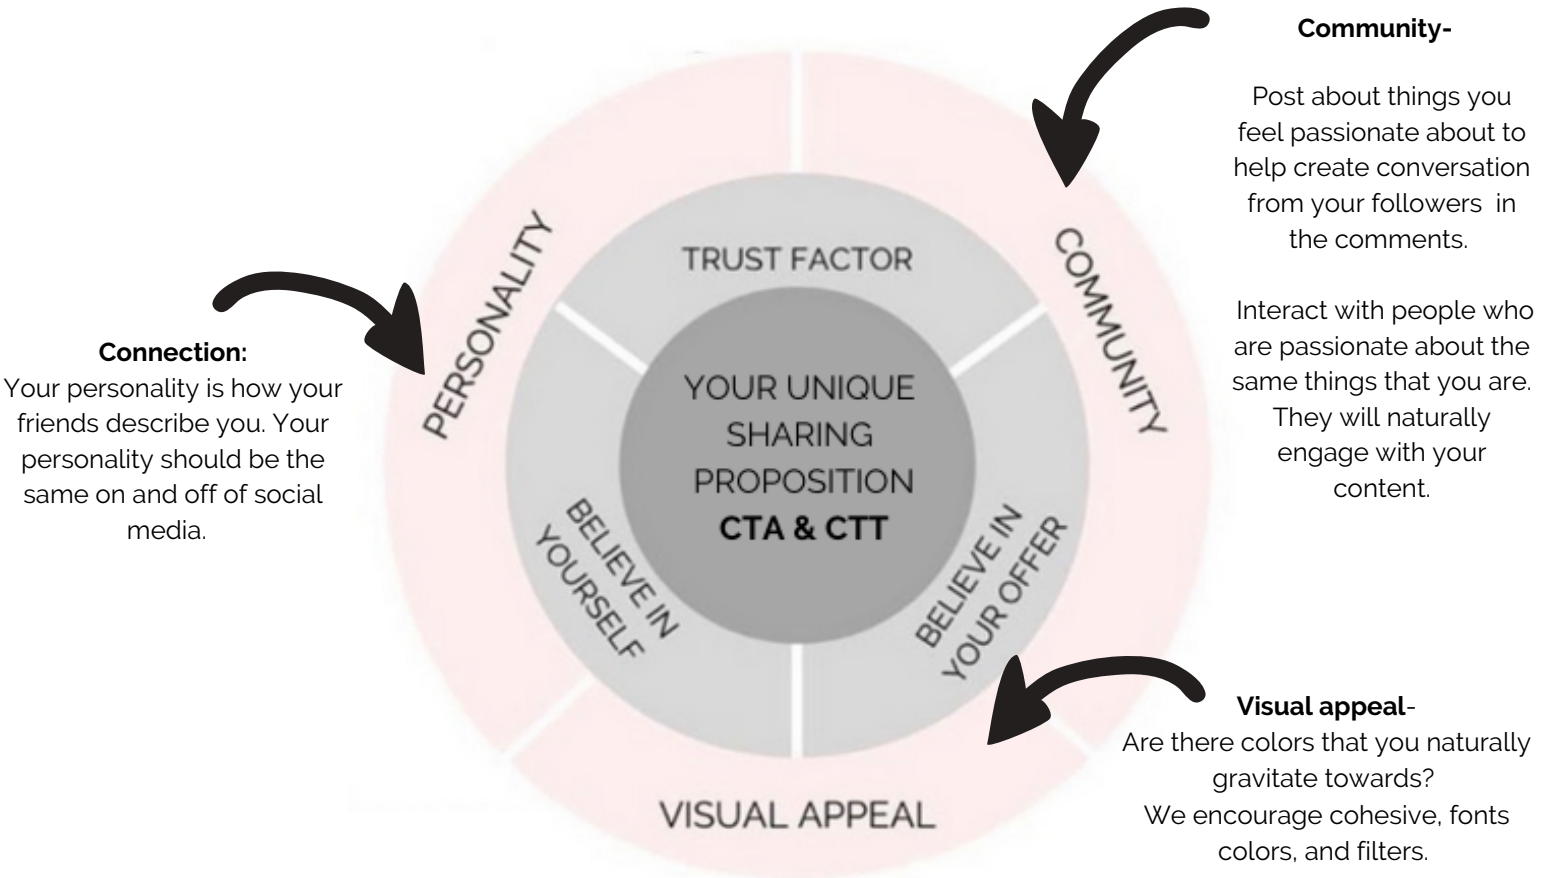 Community-
Post about things you
feel passionate about to
help create conversation
from your followers in
the comments.
Interact with people who
are passionate about the
same things that you are.
They will naturally
engage with your
content.
Connection:
Your personality is how your
friends describe you. Your
personality should be the
same on and off of social
media.
PERSONALITY
COMMUNITY
TRUST FACTOR
YOUR UNIQUE
SHARING
PROPOSITION
CTA & CTT
BELIEVE IN
YOURSELF
BELIEVE IN
YOUR OFFER
VISUAL APPEAL
Visual appeal-
Are there colors that you naturally
gravitate towards?
We encourage cohesive, fonts
colors, and filters.